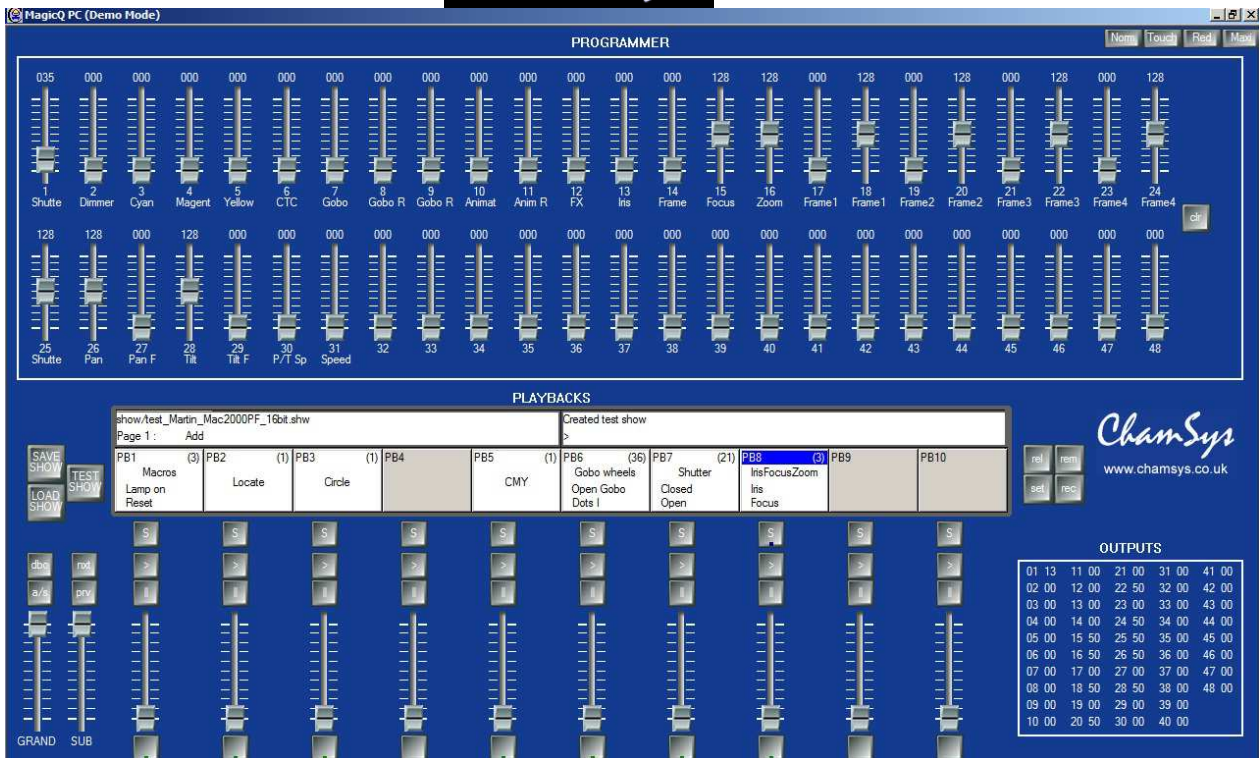 MagicQ PC (Demo Mode)
PROGRAMMER
Norm Touch Red Maxi
035 000 000 000 000 000 000 000 000 000 000 000 000 000 128 128 000 128 000 128 000 128 000 128
1 2 3 4 5 6 7 8 9 10 11 12 13 14 15 16 17 18 19 20 21 22 23 24
Shutte Dimmer Cyan Magent Yellow CTC Gobo Gobo R Gobo R Animat Anim R FX Iris Frame Focus Zoom Frame1 Frame1 Frame2 Frame2 Frame3 Frame3 Frame4 Frame4
clr
128 128 000 128 000 000 000 000 000 000 000 000 000 000 000 000 000 000 000 000 000 000 000 000
25 26 27 28 29 30 31 32 33 34 35 36 37 38 39 40 41 42 43 44 45 46 47 48
Shutte Pan Pan F Tilt Tilt F P/T Sp Speed
PLAYBACKS
show/test_Martin_Mac2000PF_16bit.shw Created test show
Page 1 : Add >
PB1 (3) PB2 (1) PB3 (1) PB4 PB5 (1) PB6 (36) PB7 (21) PB8 (3) PB9 PB10
Macros Locate Circle CMY Gobo wheels Shutter IrisFocusZoom
Lamp on Open Gobo Closed Iris
Reset Dots I Open Focus
SAVE SHOW
TEST SHOW
LOAD SHOW
ChamSys
www.chamsys.co.uk
rel rem
set rec
S S S S S S S S S S
dbo nxt > > > > > > > > > >
a/s prv || || || || || || || || || ||
GRAND SUB
OUTPUTS
01 13 11 00 21 00 31 00 41 00
02 00 12 00 22 50 32 00 42 00
03 00 13 00 23 00 33 00 43 00
04 00 14 00 24 50 34 00 44 00
05 00 15 50 25 50 35 00 45 00
06 00 16 50 26 50 36 00 46 00
07 00 17 00 27 00 37 00 47 00
08 00 18 50 28 50 38 00 48 00
09 00 19 00 29 00 39 00
10 00 20 50 30 00 40 00